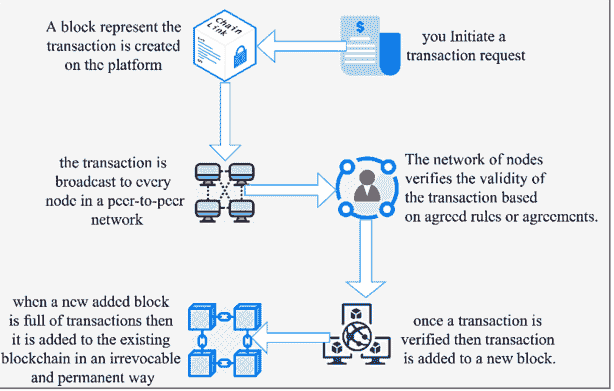 you Initiate a
transaction request
Chain
Link
$
A block represent the
transaction is created
on the platform
the transaction is
broadcast to every
node in a peer-to-peer
network
The network of nodes
verifies the validity of
the transaction based
on agreed rules or agreements.
once a transaction is
verified then transaction
is added to a new block.
when a new added block
is full of transactions then
it is added to the existing
blockchain in an irrevocable
and permanent way